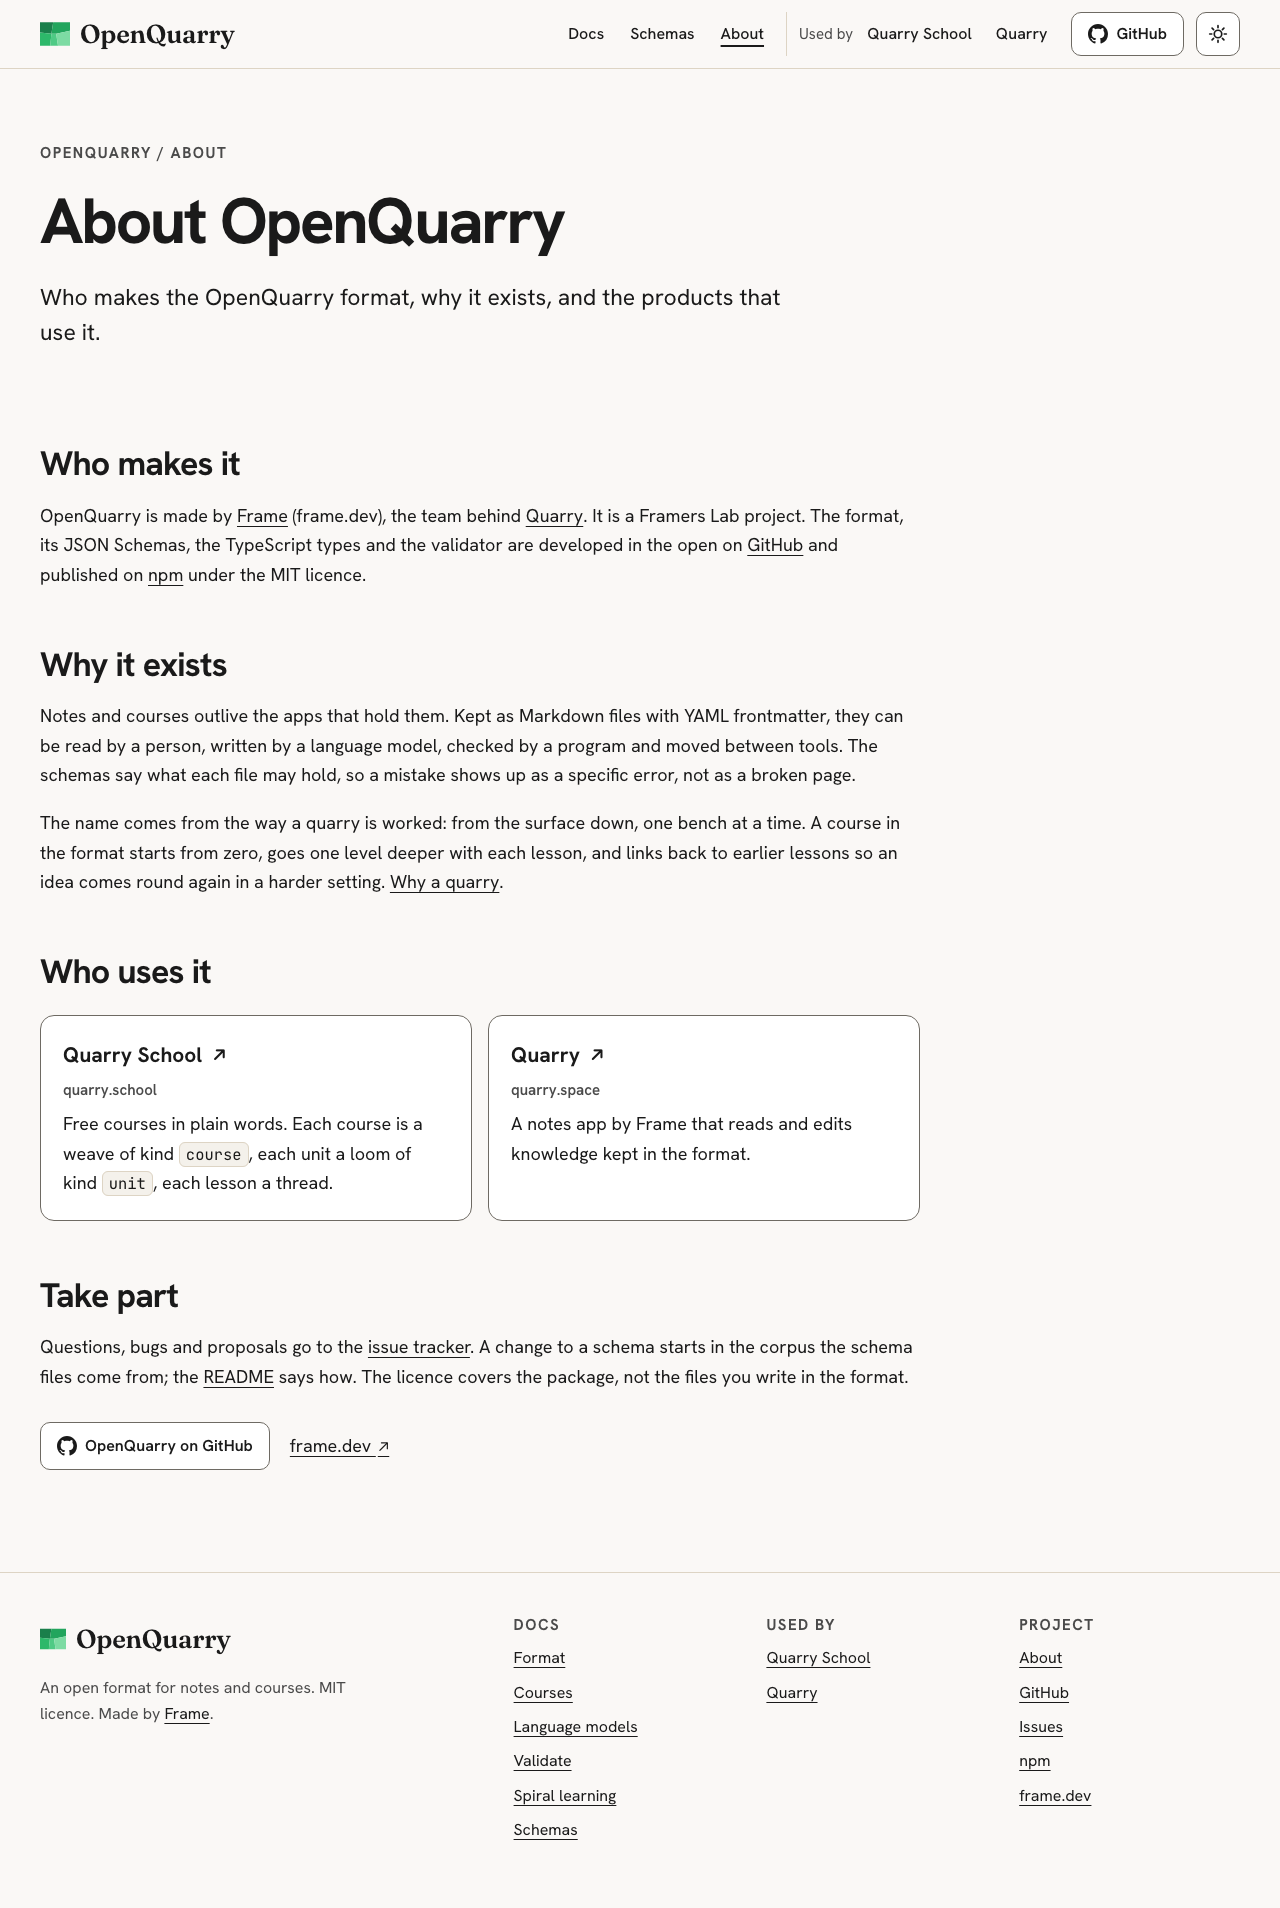 OpenQuarry
Docs Schemas About Used by Quarry School Quarry GitHub
OPENQUARRY / ABOUT
About OpenQuarry
Who makes the OpenQuarry format, why it exists, and the products that
use it.
Who makes it
OpenQuarry is made by Frame (frame.dev), the team behind Quarry. It is a Framers Lab project. The format,
its JSON Schemas, the TypeScript types and the validator are developed in the open on GitHub and
published on npm under the MIT licence.
Why it exists
Notes and courses outlive the apps that hold them. Kept as Markdown files with YAML frontmatter, they can
be read by a person, written by a language model, checked by a program and moved between tools. The
schemas say what each file may hold, so a mistake shows up as a specific error, not as a broken page.
The name comes from the way a quarry is worked: from the surface down, one bench at a time. A course in
the format starts from zero, goes one level deeper with each lesson, and links back to earlier lessons so an
idea comes round again in a harder setting. Why a quarry.
Who uses it
Quarry School ↗
quarry.school
Free courses in plain words. Each course is a
weave of kind course, each unit a loom of
kind unit, each lesson a thread.
Quarry ↗
quarry.space
A notes app by Frame that reads and edits
knowledge kept in the format.
Take part
Questions, bugs and proposals go to the issue tracker. A change to a schema starts in the corpus the schema
files come from; the README says how. The licence covers the package, not the files you write in the format.
OpenQuarry on GitHub frame.dev ↗
OpenQuarry
An open format for notes and courses. MIT
licence. Made by Frame.
DOCS
Format
Courses
Language models
Validate
Spiral learning
Schemas
USED BY
Quarry School
Quarry
PROJECT
About
GitHub
Issues
npm
frame.dev